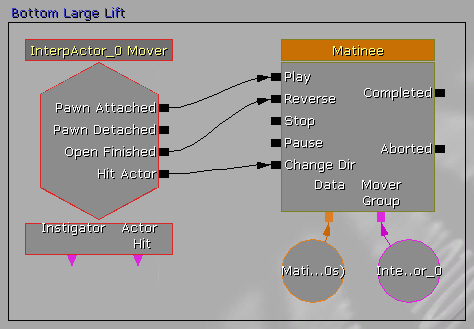 Bottom Large Lift
InterpActor_0 Mover
Pawn Attached
Pawn Detached
Open Finished
Hit Actor
Instigator
Actor
Hit
Matinee
Play
Reverse
Stop
Pause
Change Dir
Completed
Aborted
Data
Mover
Group
Mati...0s)
Inte...or_0